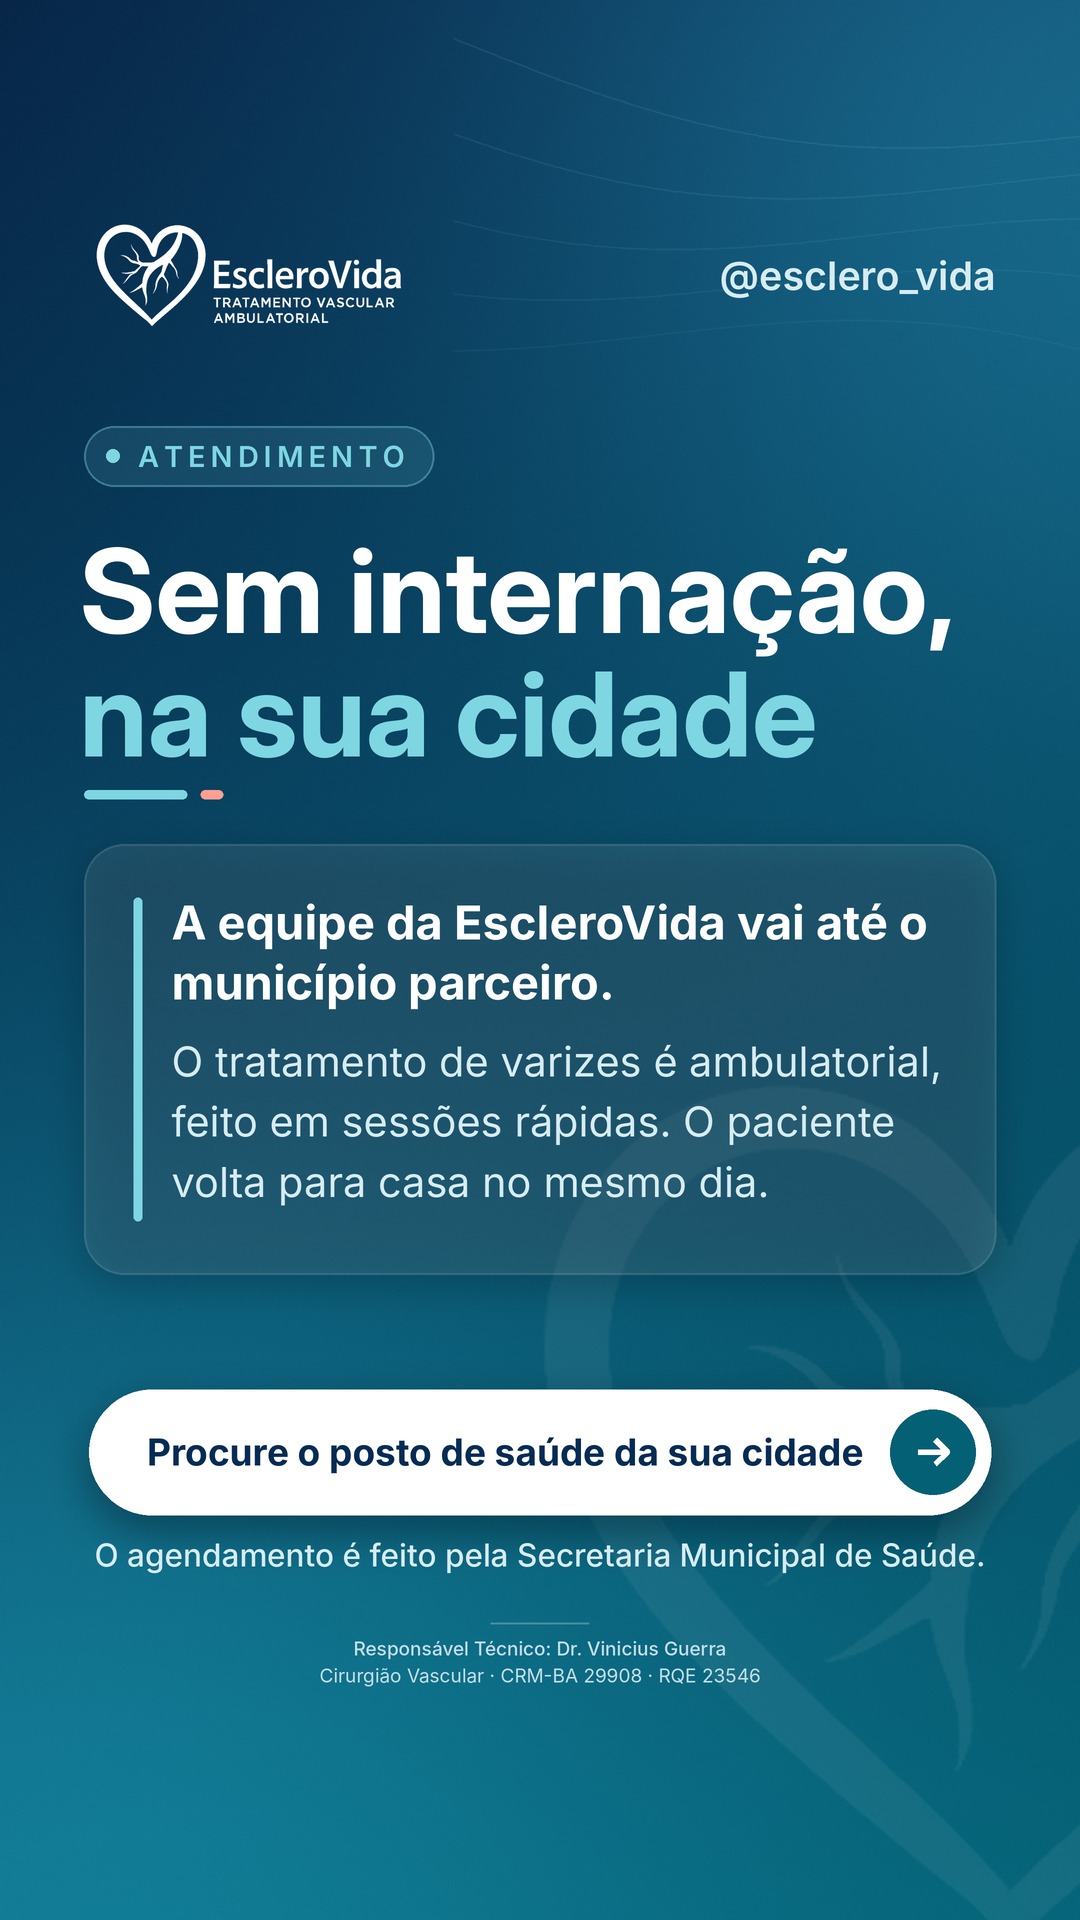 EscleroVida
TRATAMENTO VASCULAR
AMBULATORIAL
@esclero_vida
ATENDIMENTO
Sem internação,
na sua cidade
A equipe da EscleroVida vai até o
município parceiro.
O tratamento de varizes é ambulatorial,
feito em sessões rápidas. O paciente
volta para casa no mesmo dia.
Procure o posto de saúde da sua cidade
O agendamento é feito pela Secretaria Municipal de Saúde.
Responsável Técnico: Dr. Vinicius Guerra
Cirurgião Vascular · CRM-BA 29908 · RQE 23546